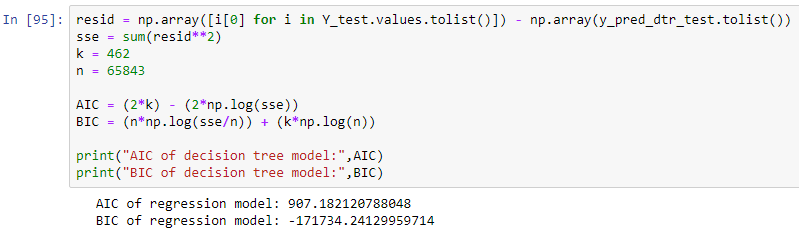 In [95]: resid = np.array([i[0] for i in Y_test.values.tolist()]) - np.array(y_pred_dtr_test.tolist())
sse = sum(resid**2)
k = 462
n = 65843
AIC = (2*k) - (2*np.log(sse))
BIC = (n*np.log(sse/n)) + (k*np.log(n))
print("AIC of decision tree model:",AIC)
print("BIC of decision tree model:",BIC)
AIC of regression model: 907.182120788048
BIC of regression model: -171734.24129959714